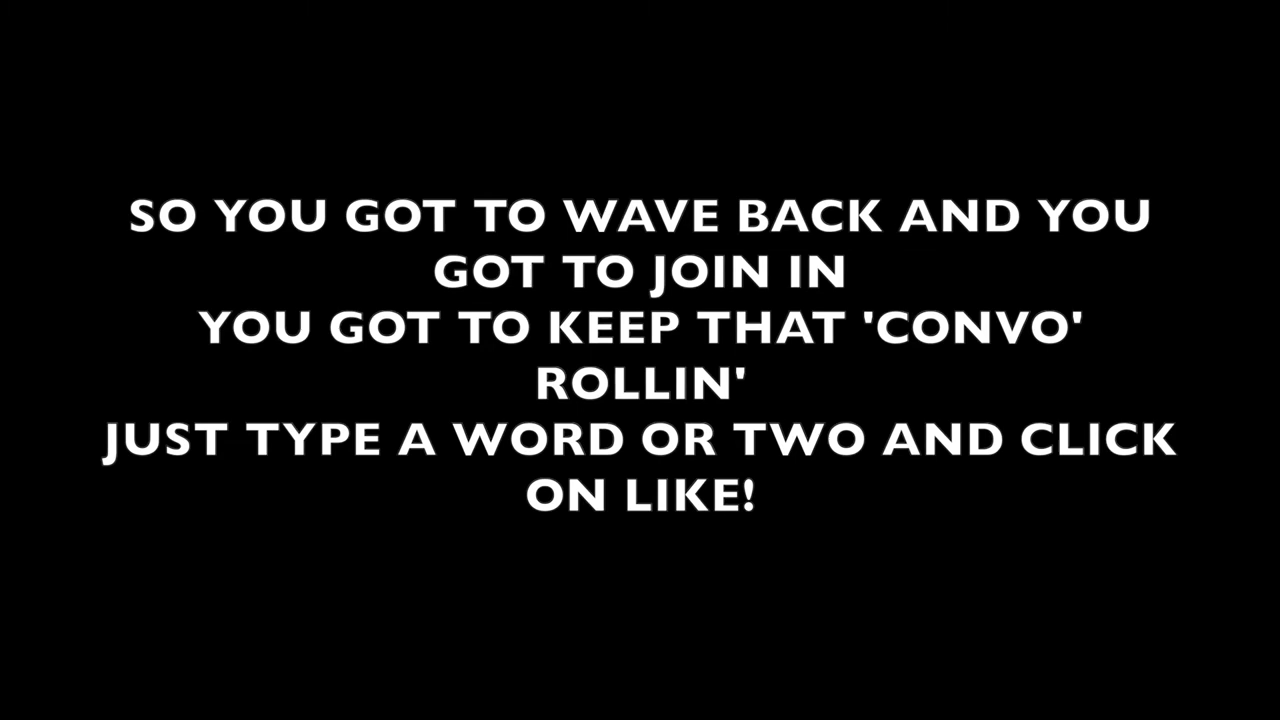 SO YOU GOT TO WAVE BACK AND YOU
GOT TO JOIN IN
YOU GOT TO KEEP THAT 'CONVO'
ROLLIN'
JUST TYPE A WORD OR TWO AND CLICK
ON LIKE!